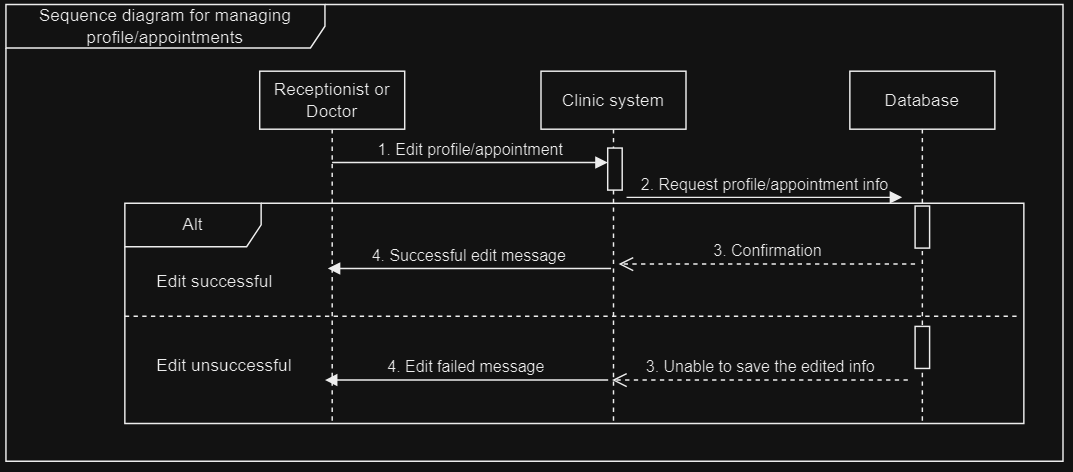 Sequence diagram for managing
profile/appointments
Receptionist or
Doctor
Clinic system
Database
1. Edit profile/appointment
2. Request profile/appointment info
Alt
3. Confirmation
4. Successful edit message
Edit successful
Edit unsuccessful
4. Edit failed message
3. Unable to save the edited info